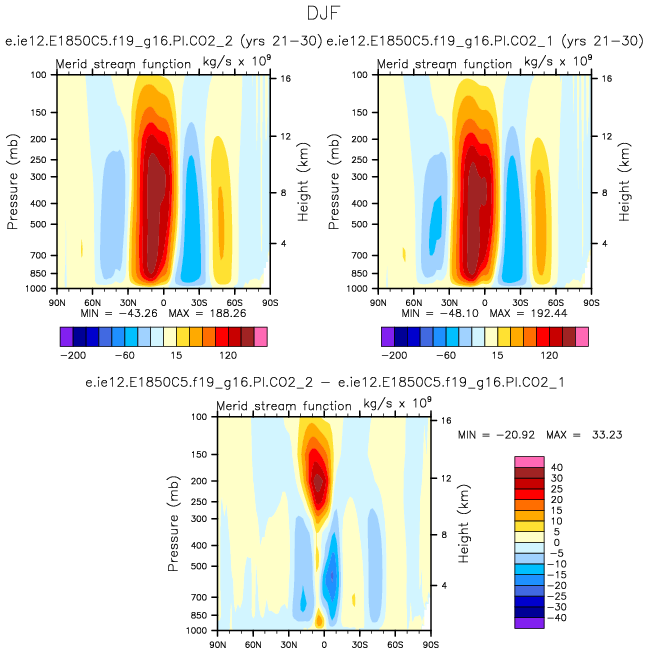 DJF
e.ie12.E1850C5.f19_g16.PI.CO2_2 (yrs 21-30) e.ie12.E1850C5.f19_g16.PI.CO2_1 (yrs 21-30)
Merid stream function kg/s x 10⁹
100
150
200
250
300
400
500
700
850
1000
Pressure (mb)
16
12
8
4
Height (km)
90N 60N 30N 0 30S 60S 90S
MIN = -43.26 MAX = 188.26
-200 -60 15 120
Merid stream function kg/s x 10⁹
100
150
200
250
300
400
500
700
850
1000
Pressure (mb)
16
12
8
4
Height (km)
90N 60N 30N 0 30S 60S 90S
MIN = -48.10 MAX = 192.44
-200 -60 15 120
e.ie12.E1850C5.f19_g16.PI.CO2_2 - e.ie12.E1850C5.f19_g16.PI.CO2_1
Merid stream function kg/s x 10⁹
100
150
200
250
300
400
500
700
850
1000
Pressure (mb)
16
12
8
4
Height (km)
90N 60N 30N 0 30S 60S 90S
MIN = -20.92 MAX = 33.23
40
30
25
20
15
10
5
0
-5
-10
-15
-20
-25
-30
-40